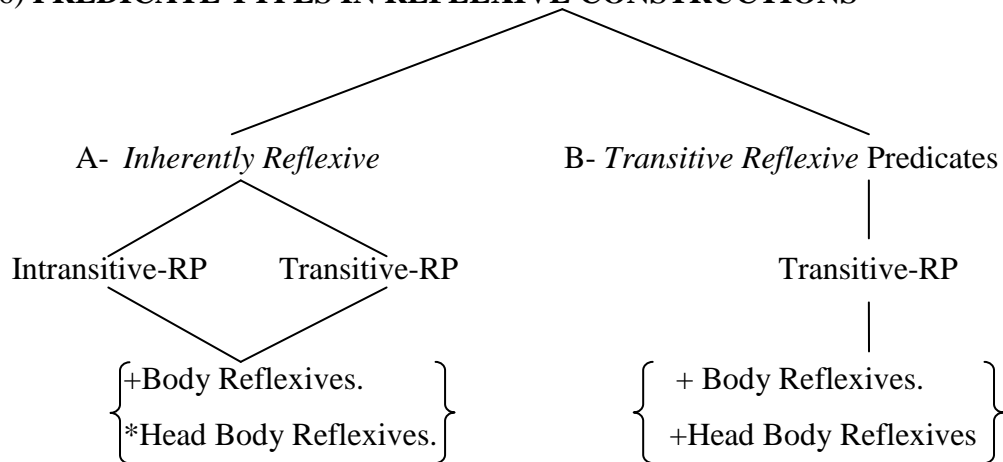 PREDICATE TYPES IN REFLEXIVE CONSTRUCTIONS
A- Inherently Reflexive B- Transitive Reflexive Predicates
Intransitive-RP Transitive-RP Transitive-RP
+Body Reflexives. + Body Reflexives.
*Head Body Reflexives. +Head Body Reflexives